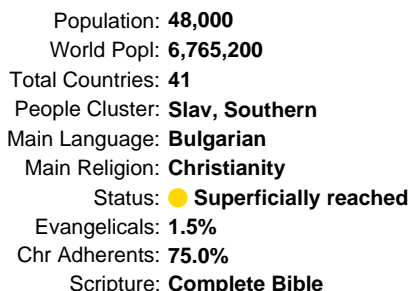 Population: 48,000
World Popl: 6,765,200
Total Countries: 41
People Cluster: Slav, Southern
Main Language: Bulgarian
Main Religion: Christianity
Status: Superficially reached
Evangelicals: 1.5%
Chr Adherents: 75.0%
Scripture: Complete Bible